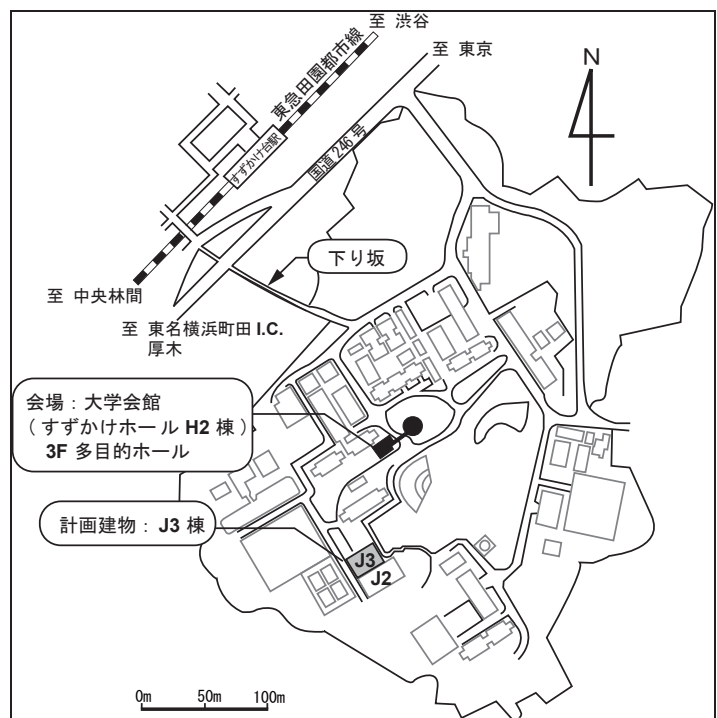 至 渋谷
至 東京
東急田園都市線
すずかけ台駅
国道246号
N
下り坂
至 中央林間
至 東名横浜町田 I.C.
厚木
会場：大学会館
（すずかけホール H2 棟）
3F 多目的ホール
計画建物： J3 棟
J3
J2
0m 50m 100m